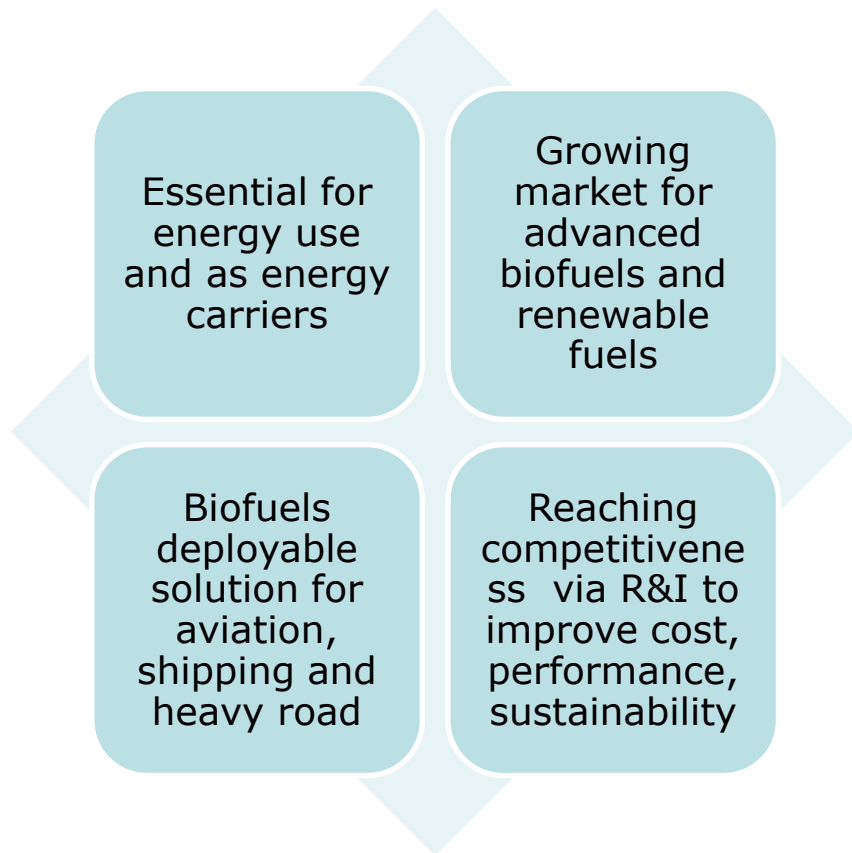 Essential for
energy use
and as energy
carriers
Growing
market for
advanced
biofuels and
renewable
fuels
Biofuels
deployable
solution for
aviation,
shipping and
heavy road
Reaching
competitivene
ss  via R&I to
improve cost,
performance,
sustainability